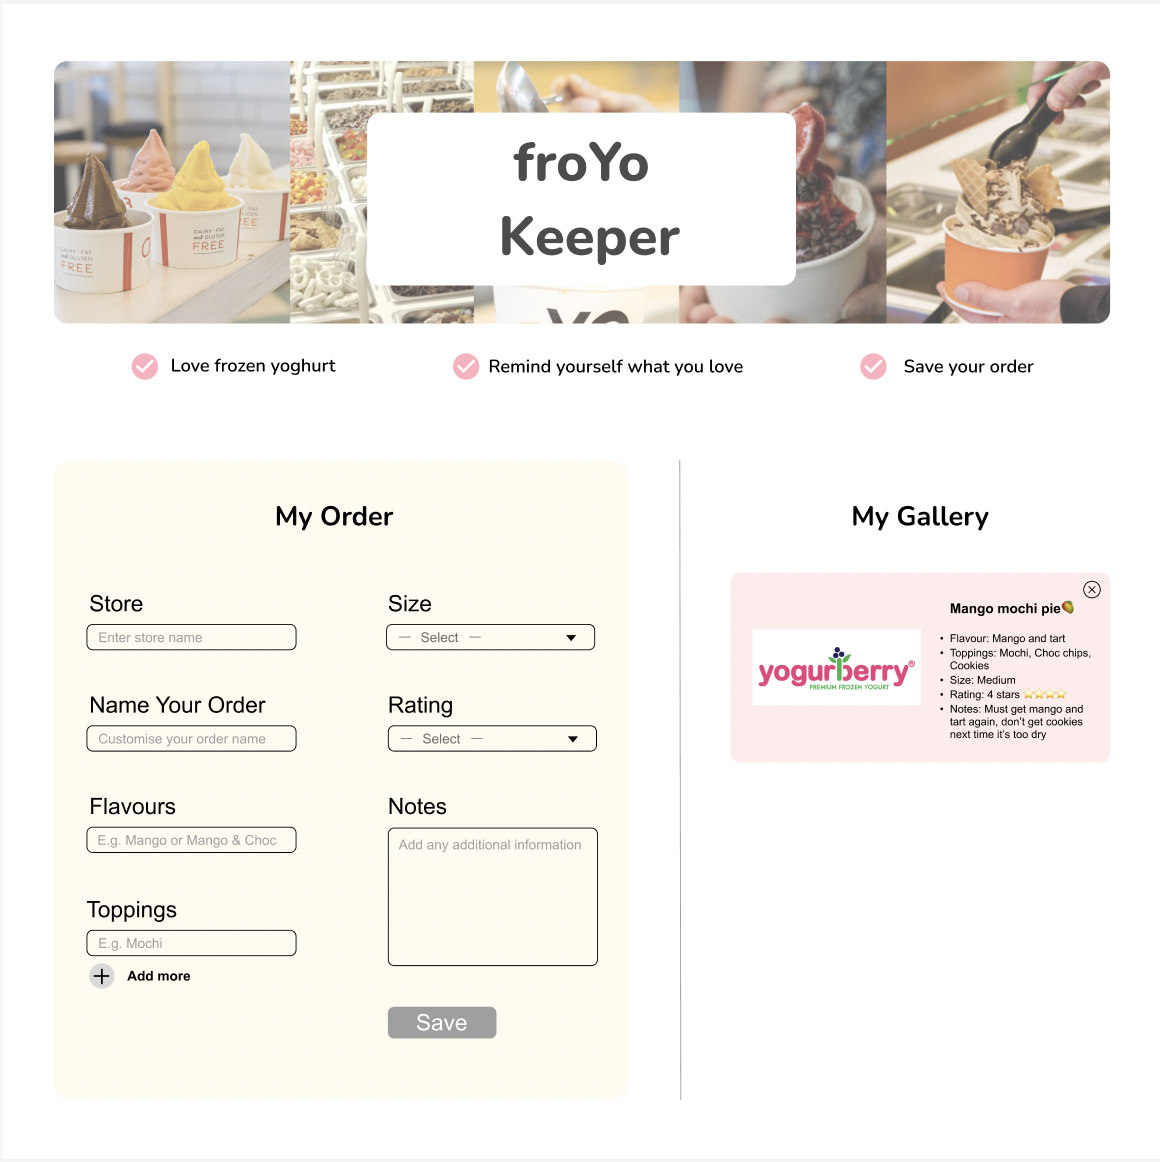 DAIRY · FAT
and GLUTEN
FREE
DAIRY · FAT
and GLUTEN
FREE
froYo
Keeper
YO
Love frozen yoghurt
Remind yourself what you love
Save your order
My Order
Store
Enter store name
Size
— Select —
Name Your Order
Customise your order name
Rating
— Select —
Flavours
E.g. Mango or Mango & Choc
Notes
Add any additional information
Toppings
E.g. Mochi
Add more
Save
My Gallery
yogurberry®
PREMIUM FROZEN YOGURT
Mango mochi pie🥭
• Flavour: Mango and tart
• Toppings: Mochi, Choc chips,
Cookies
• Size: Medium
• Rating: 4 stars ⭐⭐⭐⭐
• Notes: Must get mango and
tart again, don't get cookies
next time it's too dry